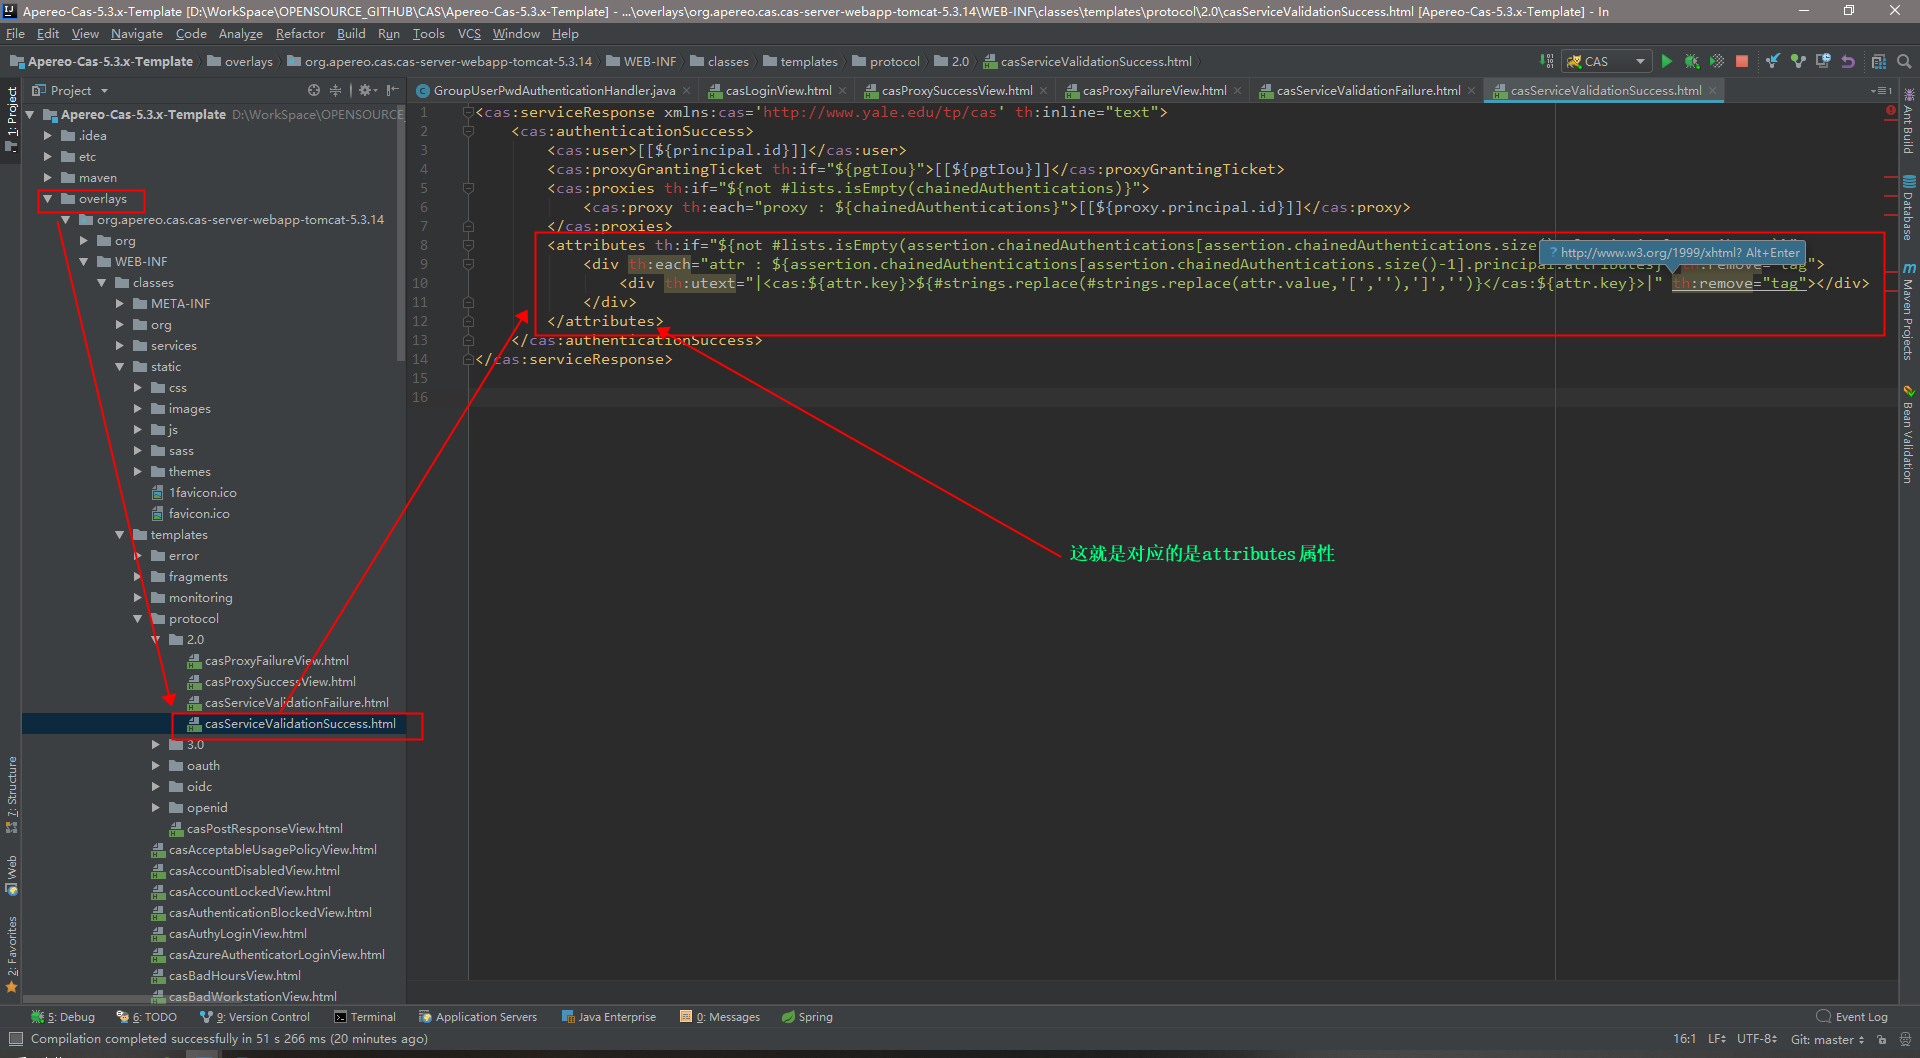 Apereo-Cas-5.3.x-Template [D:\WorkSpace\OPENSOURCE_GITHUB\CAS\Apereo-Cas-5.3.x-Template] - ...\overlays\org.apereo.cas.cas-server-webapp-tomcat-5.3.14\WEB-INF\classes\templates\protocol\2.0\casServiceValidationSuccess.html [Apereo-Cas-5.3.x-Template] - In
File Edit View Navigate Code Analyze Refactor Build Run Tools VCS Window Help
Apereo-Cas-5.3.x-Template overlays org.apereo.cas.cas-server-webapp-tomcat-5.3.14 WEB-INF classes templates protocol 2.0 casServiceValidationSuccess.html CAS
Project
GroupUserPwdAuthenticationHandler.java casLoginView.html casProxySuccessView.html casProxyFailureView.html casServiceValidationFailure.html casServiceValidationSuccess.html
1: Project
7: Structure
Web
2: Favorites
Apereo-Cas-5.3.x-Template D:\WorkSpace\OPENSOURCE
.idea
etc
maven
overlays
org.apereo.cas.cas-server-webapp-tomcat-5.3.14
org
WEB-INF
classes
META-INF
org
services
static
css
images
js
sass
themes
1favicon.ico
favicon.ico
templates
error
fragments
monitoring
protocol
2.0
casProxyFailureView.html
casProxySuccessView.html
casServiceValidationFailure.html
casServiceValidationSuccess.html
3.0
oauth
oidc
openid
casPostResponseView.html
casAcceptableUsagePolicyView.html
casAccountDisabledView.html
casAccountLockedView.html
casAuthenticationBlockedView.html
casAuthyLoginView.html
casAzureAuthenticatorLoginView.html
casBadHoursView.html
casBadWorkstationView.html
1 <cas:serviceResponse xmlns:cas='http://www.yale.edu/tp/cas' th:inline="text">
2 <cas:authenticationSuccess>
3 <cas:user>[[${principal.id}]]</cas:user>
4 <cas:proxyGrantingTicket th:if="${pgtIou}">[[${pgtIou}]]</cas:proxyGrantingTicket>
5 <cas:proxies th:if="${not #lists.isEmpty(chainedAuthentications)}">
6 <cas:proxy th:each="proxy : ${chainedAuthentications}">[[${proxy.principal.id}]]</cas:proxy>
7 </cas:proxies>
8 <attributes th:if="${not #lists.isEmpty(assertion.chainedAuthentications[assertion.chainedAuthentications.size()
? http://www.w3.org/1999/xhtml? Alt+Enter
9 <div th:each="attr : ${assertion.chainedAuthentications[assertion.chainedAuthentications.size()-1].principal.attributes}" th:remove="tag">
10 <div th:utext="|<cas:${attr.key}>${#strings.replace(#strings.replace(attr.value,'[',''),']','')}</cas:${attr.key}>|" th:remove="tag"></div>
11 </div>
12 </attributes>
13 </cas:authenticationSuccess>
14 </cas:serviceResponse>
15
16
这就是对应的是attributes属性
Ant Build
Database
Maven Projects
Bean Validation
5: Debug 6: TODO 9: Version Control Terminal Application Servers Java Enterprise 0: Messages Spring Event Log
Compilation completed successfully in 51 s 266 ms (20 minutes ago) 16:1 LF UTF-8 Git: master